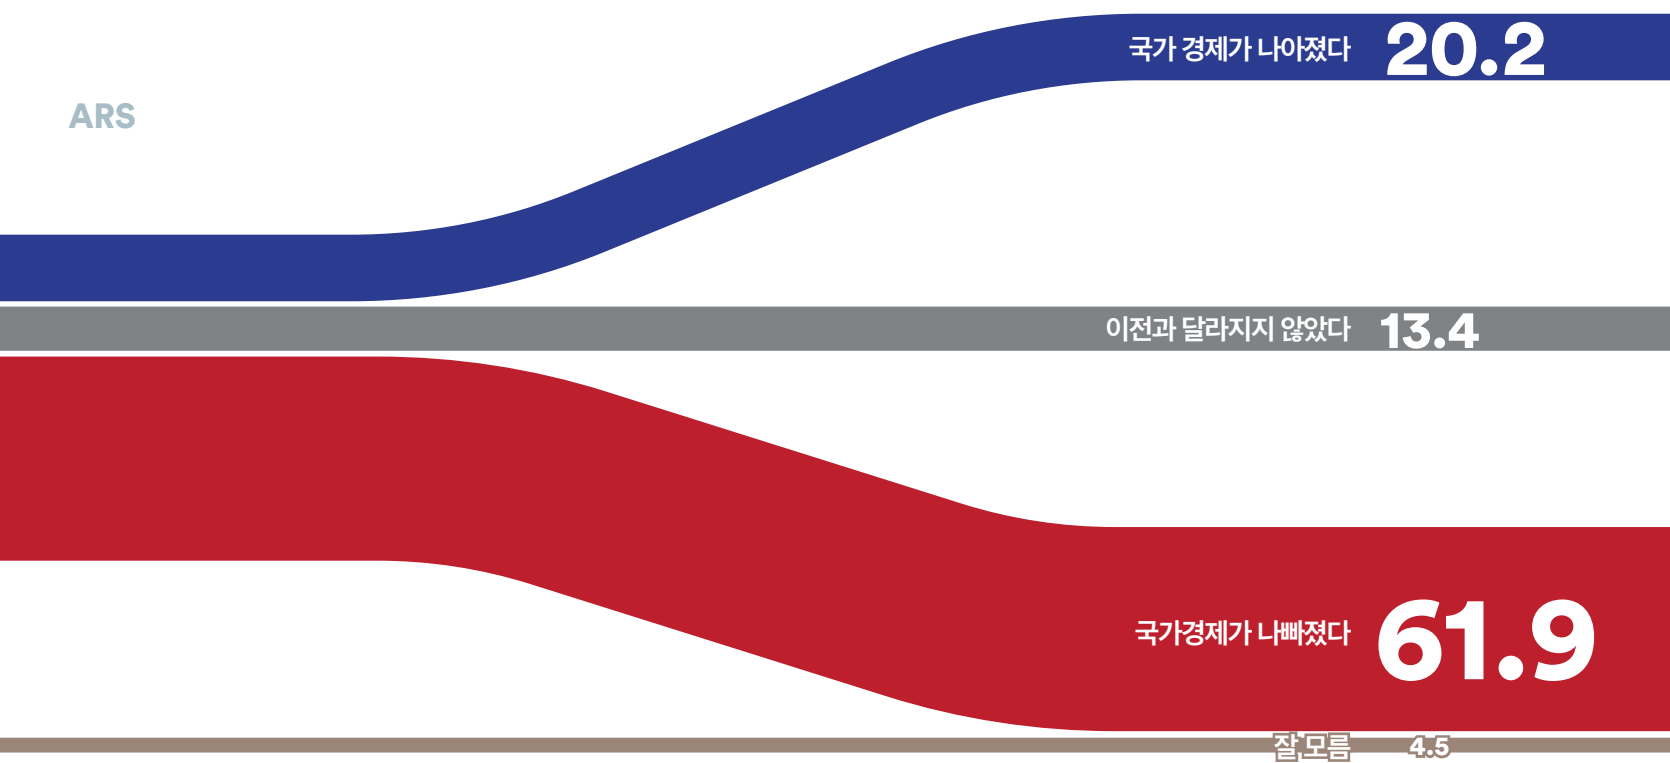 국가 경제가 나아졌다 20.2
ARS
이전과 달라지지 않았다 13.4
국가경제가 나빠졌다 61.9
잘 모름 4.5